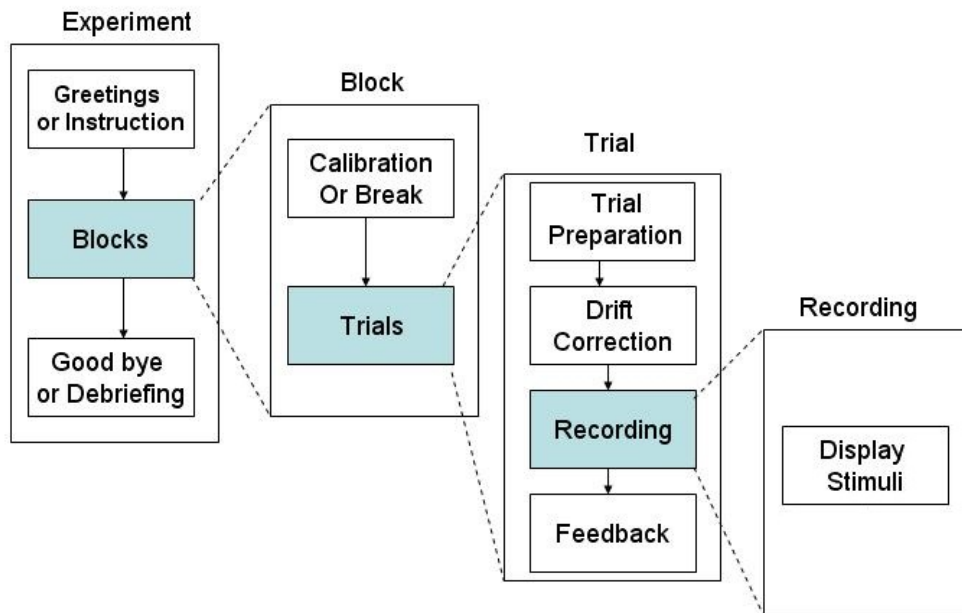 Experiment
Greetings
or Instruction
Blocks
Good bye
or Debriefing
Block
Calibration
Or Break
Trials
Trial
Trial
Preparation
Drift
Correction
Recording
Feedback
Recording
Display
Stimuli